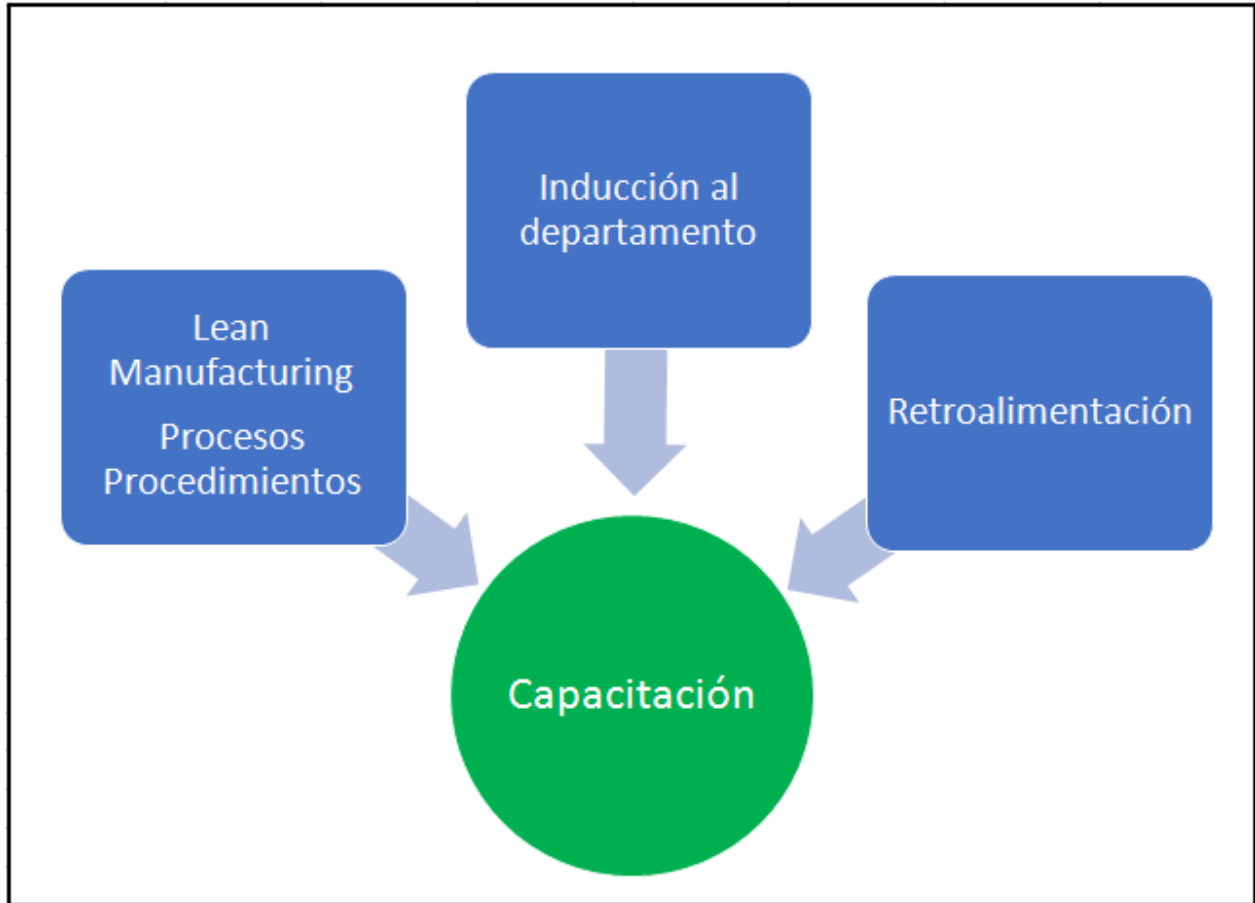 Inducción al
departamento
Lean
Manufacturing
Procesos
Procedimientos
Retroalimentación
Capacitación